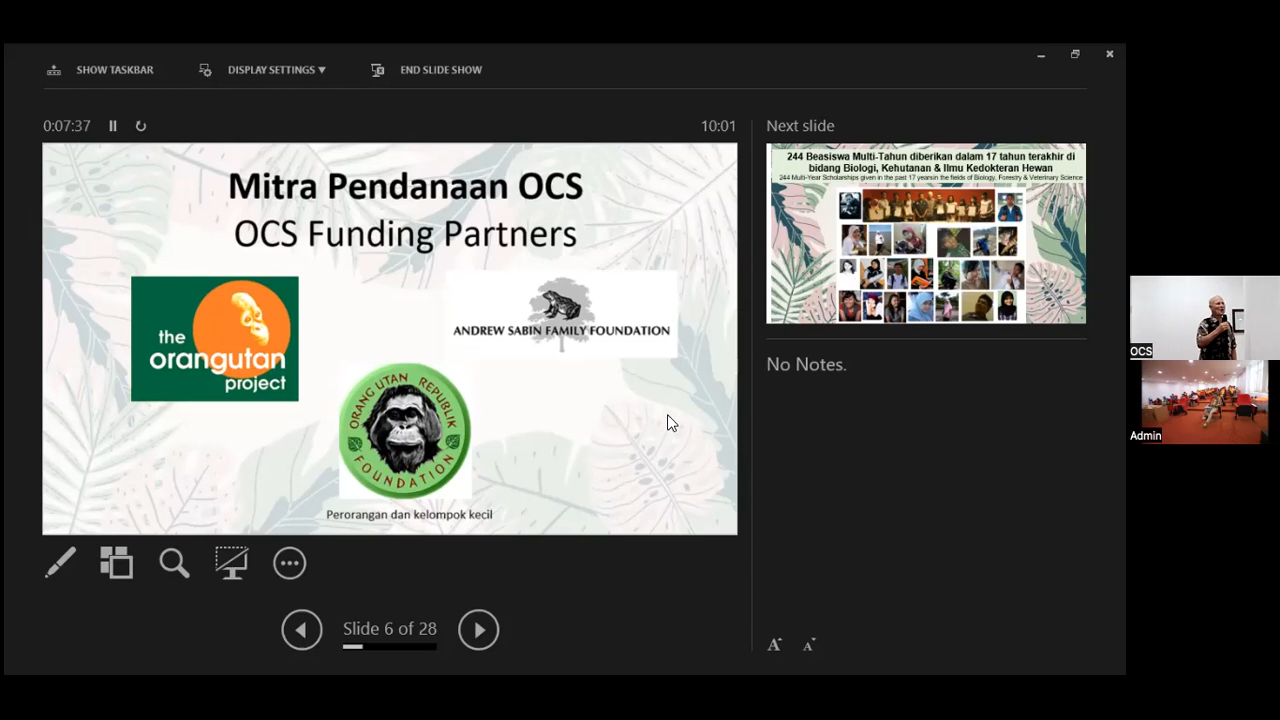 SHOW TASKBAR
DISPLAY SETTINGS ▼
END SLIDE SHOW
0:07:37
10:01
Mitra Pendanaan OCS
OCS Funding Partners
the
orangutan
project
ANDREW SABIN FAMILY FOUNDATION
ORANG UTAN REPUBLIK
FOUNDATION
Perorangan dan kelompok kecil
Slide 6 of 28
Next slide
244 Beasiswa Multi-Tahun diberikan dalam 17 tahun terakhir di
bidang Biologi, Kehutanan & Ilmu Kedokteran Hewan
244 Multi-Year Scholarships given in the past 17 yearsin the fields of Biology, Forestry & Veterinary Science
No Notes.
A A
OCS
Admin